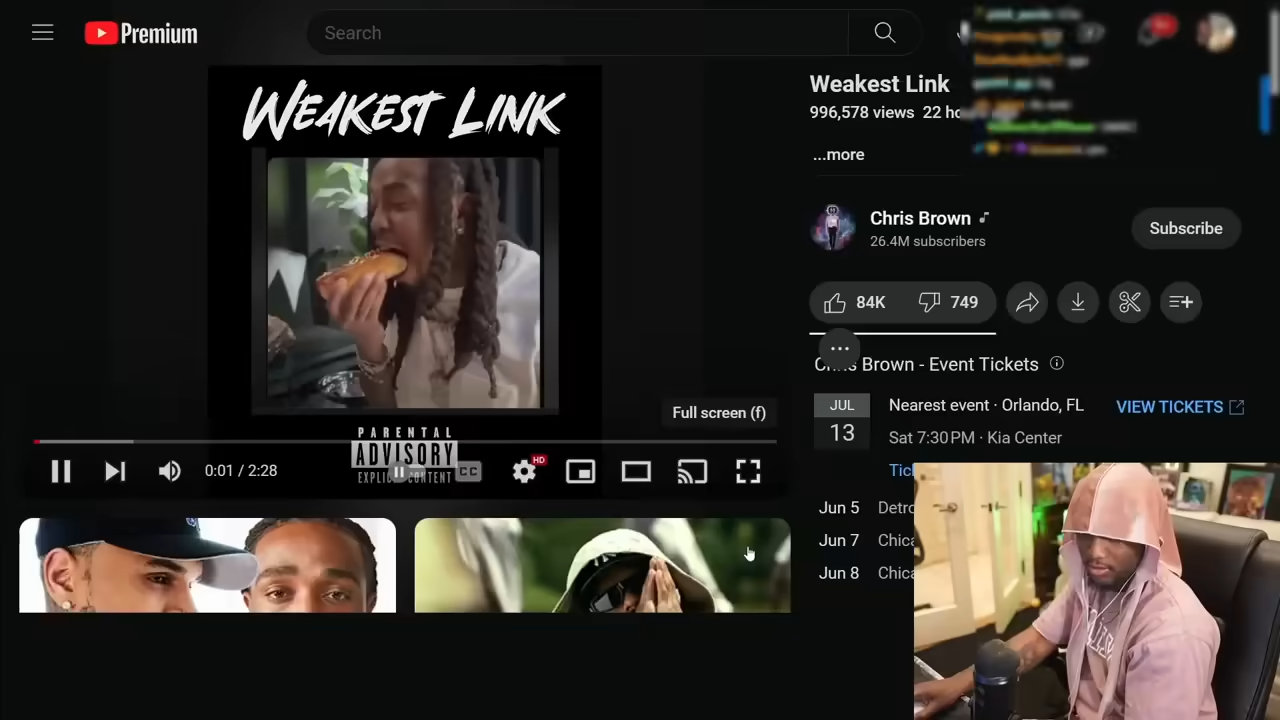 Premium
Search
WEAKEST LINK
Weakest Link
996,578 views 22
...more
Chris Brown
26.4M subscribers
Subscribe
84K
749
Brown - Event Tickets
JUL
13
Nearest event · Orlando, FL
VIEW TICKETS
Sat 7:30 PM · Kia Center
Jun 5
Jun 7
Jun 8
Full screen (f)
PARENTAL
ADVISORY
EXPLICIT CONTENT
0:01 / 2:28
CC
HD